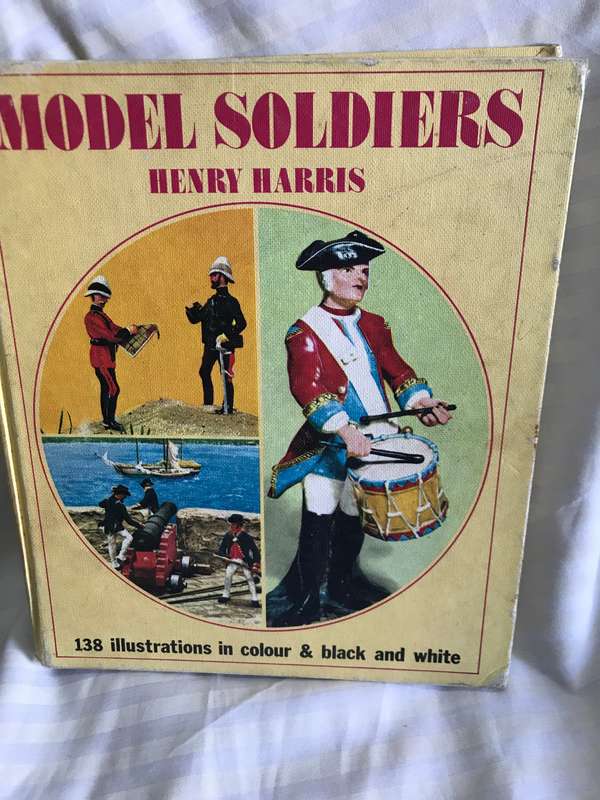 MODEL SOLDIERS
HENRY HARRIS
138 illustrations in colour & black and white